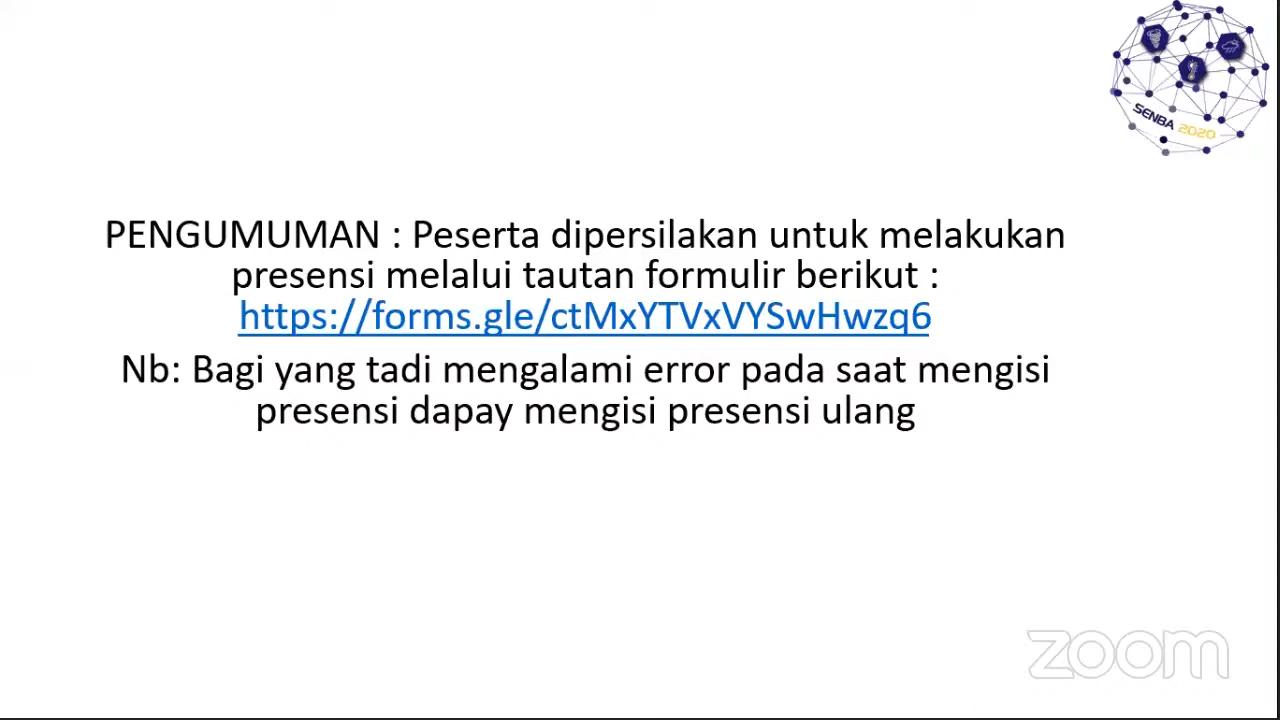 SENBA 2020
PENGUMUMAN : Peserta dipersilakan untuk melakukan
presensi melalui tautan formulir berikut :
https://forms.gle/ctMxYTVxVYSwHwzq6
Nb: Bagi yang tadi mengalami error pada saat mengisi
presensi dapay mengisi presensi ulang
zoom